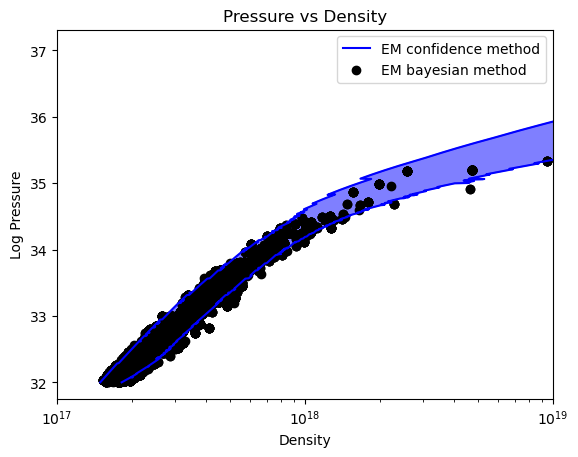 Pressure vs Density
EM confidence method
EM bayesian method
Log Pressure
37
36
35
34
33
32
10^17
10^18
10^19
Density